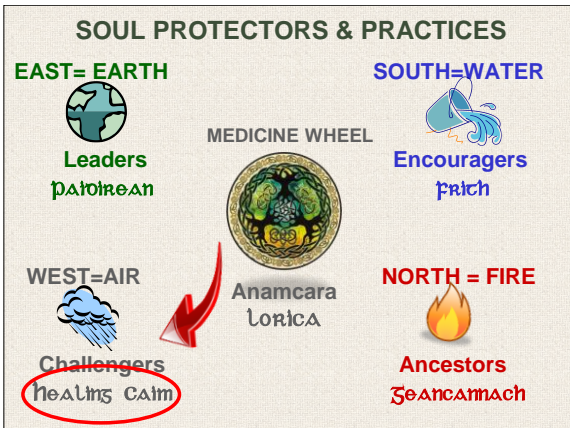 SOUL PROTECTORS & PRACTICES
EAST= EARTH
Leaders
Paidirean
SOUTH=WATER
Encouragers
Frith
MEDICINE WHEEL
Anamcara
Lorica
WEST=AIR
Challengers
Healing Caim
NORTH = FIRE
Ancestors
Geancannach